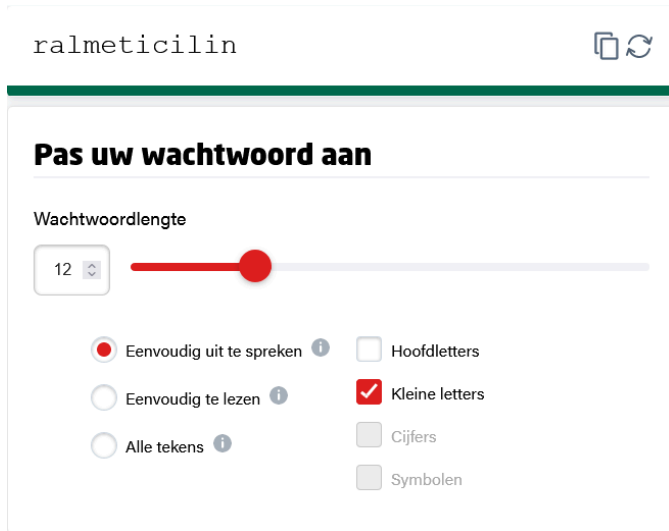 ralmeticilin
Pas uw wachtwoord aan
Wachtwoordlengte
12
Eenvoudig uit te spreken
Hoofdletters
Eenvoudig te lezen
Kleine letters
Alle tekens
Cijfers
Symbolen